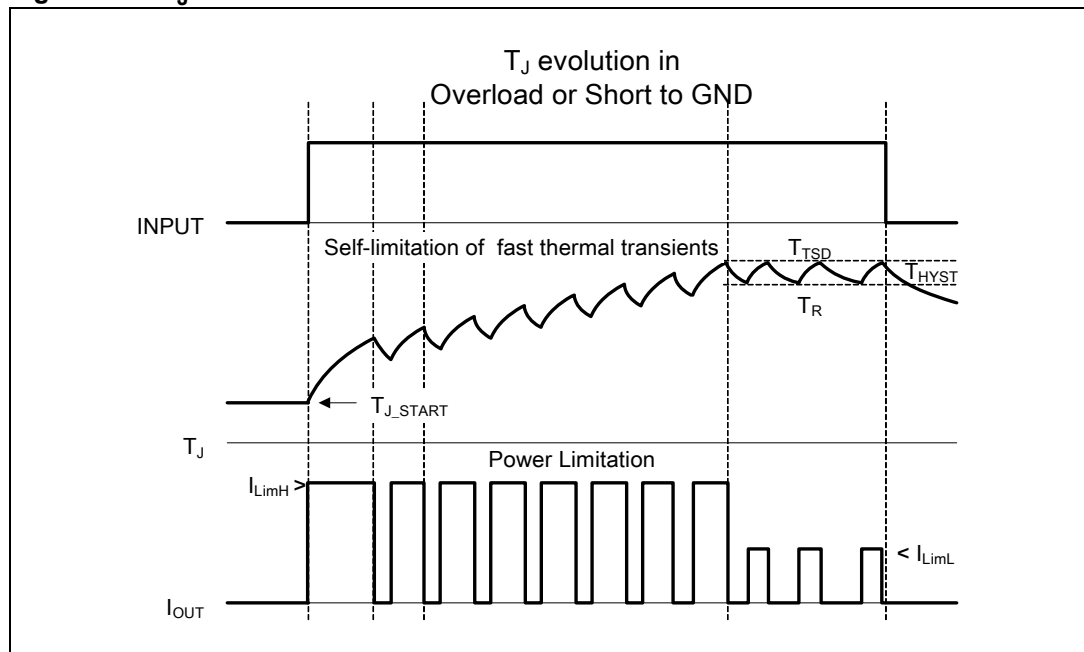 T_J evolution in
Overload or Short to GND
INPUT
Self-limitation of fast thermal transients
T_TSD
T_HYST
T_R
T_J_START
T_J
Power Limitation
I_LimH >
< I_LimL
I_OUT